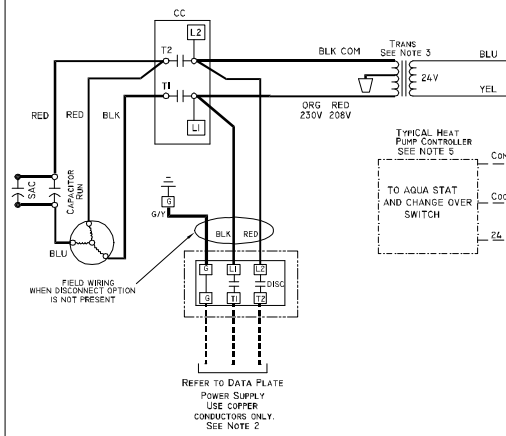 CC
L2
T2
T1
L1
BLK COM
TRANS
SEE NOTE 3
BLU
24V
YEL
ORG RED
230V 208V
RED
RED
BLK
TYPICAL HEAT
PUMP CONTROLLER
SEE NOTE 5
CON
TO AQUA STAT
AND CHANGE OVER
SWITCH
COO
24
SAC
CAPACITOR
RUN
G
G/Y
BLU
BLK
RED
FIELD WIRING
WHEN DISCONNECT OPTION
IS NOT PRESENT
G
L1
L2
DISC
G
T1
T2
REFER TO DATA PLATE
POWER SUPPLY
USE COPPER
CONDUCTORS ONLY.
SEE NOTE 2